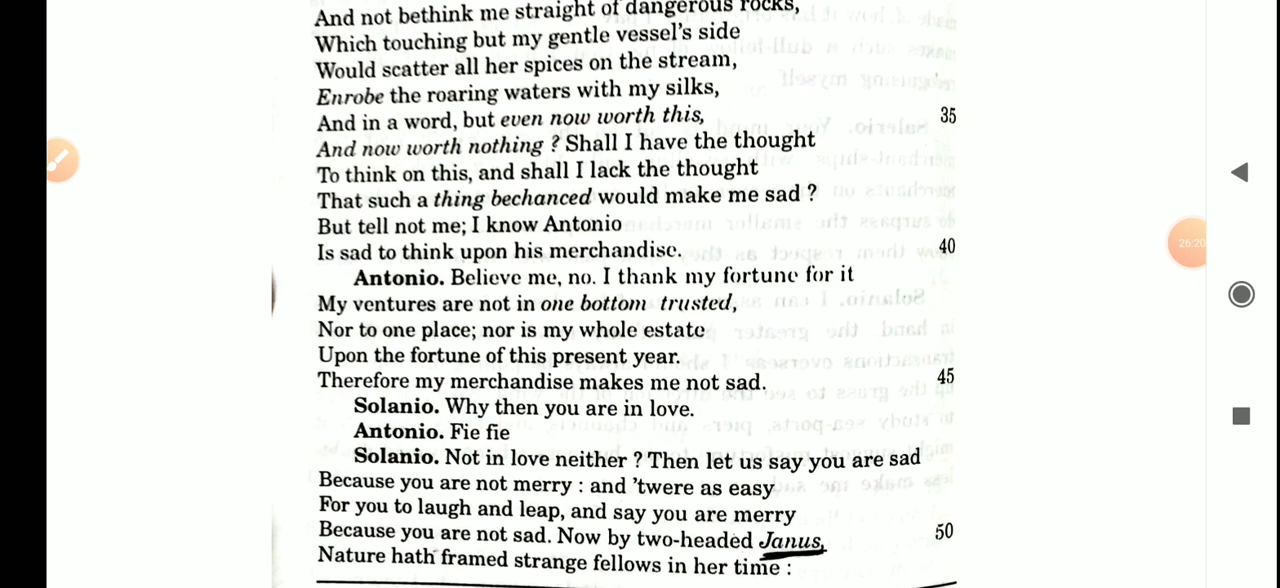 And not bethink me straight of dangerous rocks,
Which touching but my gentle vessel's side
Would scatter all her spices on the stream,
Enrobe the roaring waters with my silks,
And in a word, but even now worth this, 35
And now worth nothing ? Shall I have the thought
To think on this, and shall I lack the thought
That such a thing bechanced would make me sad ?
But tell not me; I know Antonio
Is sad to think upon his merchandise. 40
Antonio. Believe me, no. I thank my fortune for it
My ventures are not in one bottom trusted,
Nor to one place; nor is my whole estate
Upon the fortune of this present year.
Therefore my merchandise makes me not sad. 45
Solanio. Why then you are in love.
Antonio. Fie fie
Solanio. Not in love neither ? Then let us say you are sad
Because you are not merry : and 'twere as easy
For you to laugh and leap, and say you are merry
Because you are not sad. Now by two-headed Janus, 50
Nature hath framed strange fellows in her time :
26:20